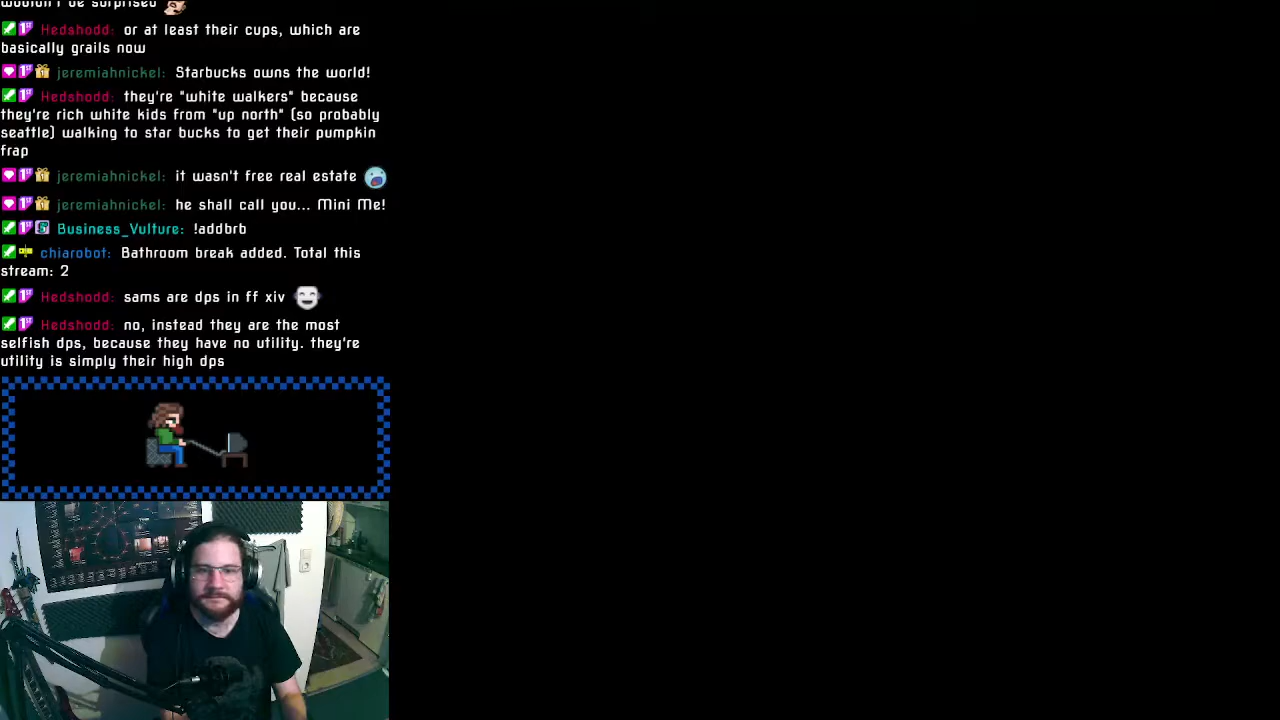 wouldn't be surprised
Hedshodd: or at least their cups, which are
basically grails now
jeremiahnickel: Starbucks owns the world!
Hedshodd: they're "white walkers" because
they're rich white kids from "up north" (so probably
seattle) walking to star bucks to get their pumpkin
frap
jeremiahnickel: it wasn't free real estate
jeremiahnickel: he shall call you... Mini Me!
Business_Vulture: !addbrb
chiarobot: Bathroom break added. Total this
stream: 2
Hedshodd: sams are dps in ff xiv
Hedshodd: no, instead they are the most
selfish dps, because they have no utility. they're
utility is simply their high dps